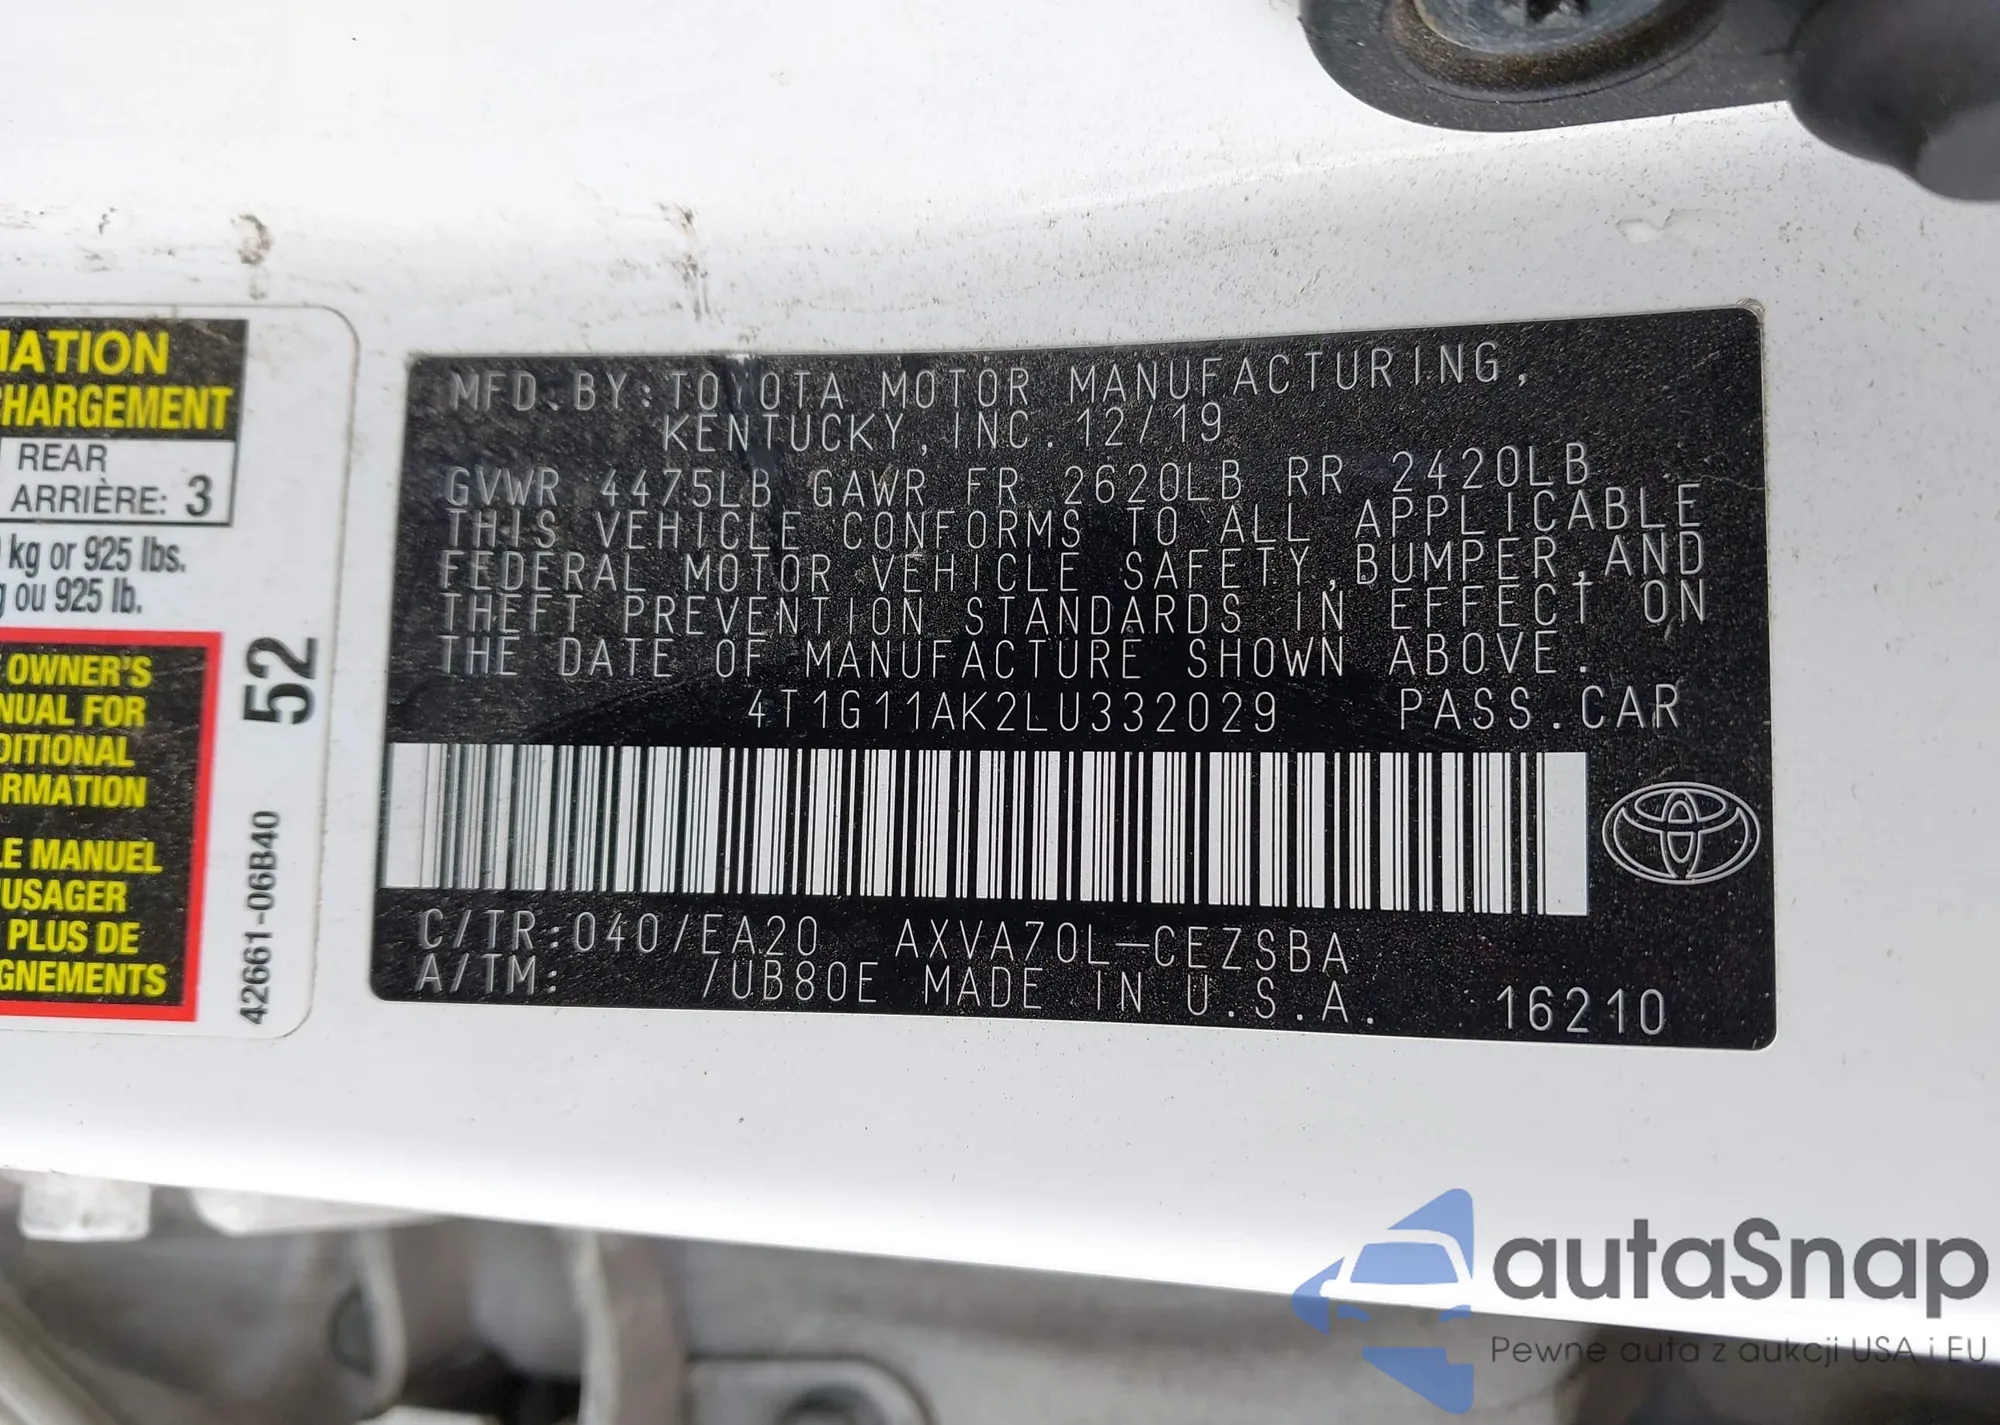 MATION
HARGEMENT
REAR
ARRIÈRE: 3
kg or 925 lbs.
ou 925 lb.
OWNER'S
NUAL FOR
DITIONAL
ORMATION
LE MANUEL
'USAGER
PLUS DE
IGNEMENTS
52
42661-06B40
MFD.BY:TOYOTA MOTOR MANUFACTURING,
KENTUCKY,INC.12/19
GVWR 4475LB GAWR FR 2620LB RR 2420LB
THIS VEHICLE CONFORMS TO ALL APPLICABLE
FEDERAL MOTOR VEHICLE SAFETY,BUMPER,AND
THEFT PREVENTION STANDARDS IN EFFECT ON
THE DATE OF MANUFACTURE SHOWN ABOVE.
4T1G11AK2LU332029 PASS.CAR
C/TR:040/EA20 AXVA70L-CEZSBA
A/TM: /UB80E MADE IN U.S.A. 16210
autaSnap
Pewne auta z aukcji USA i EU